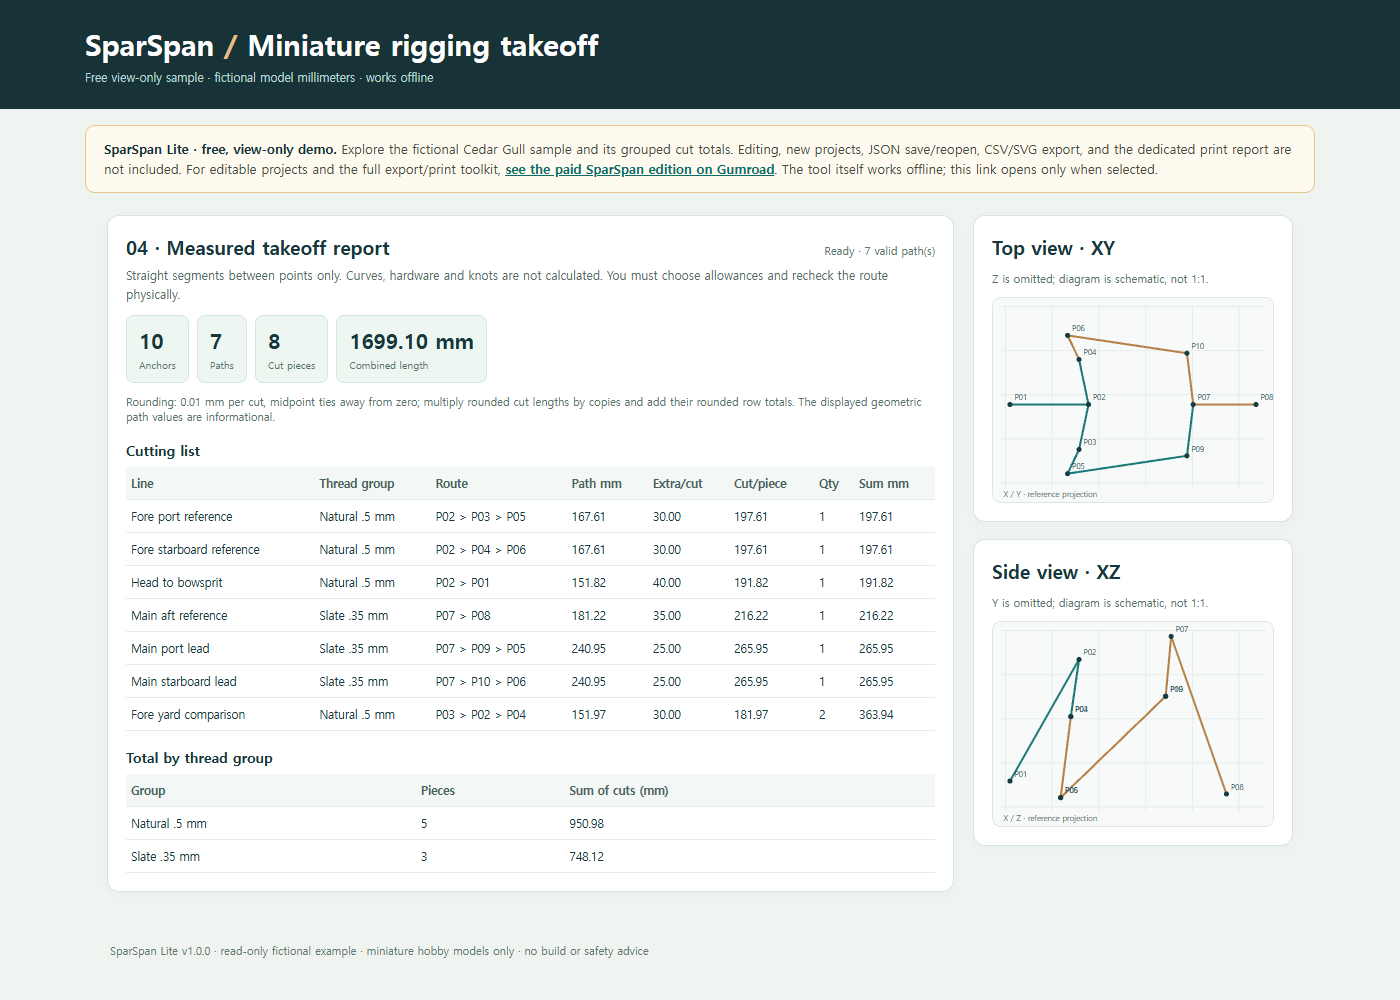 SparSpan / Miniature rigging takeoff
Free view-only sample · fictional model millimeters · works offline
SparSpan Lite · free, view-only demo. Explore the fictional Cedar Gull sample and its grouped cut totals. Editing, new projects, JSON save/reopen, CSV/SVG export, and the dedicated print report are
not included. For editable projects and the full export/print toolkit, see the paid SparSpan edition on Gumroad. The tool itself works offline; this link opens only when selected.
04 · Measured takeoff report
Ready · 7 valid path(s)
Straight segments between points only. Curves, hardware and knots are not calculated. You must choose allowances and recheck the route
physically.
10 7 8 1699.10 mm
Anchors Paths Cut pieces Combined length
Rounding: 0.01 mm per cut, midpoint ties away from zero; multiply rounded cut lengths by copies and add their rounded row totals. The displayed geometric
path values are informational.
Cutting list
Line Thread group Route Path mm Extra/cut Cut/piece Qty Sum mm
Fore port reference Natural .5 mm P02 > P03 > P05 167.61 30.00 197.61 1 197.61
Fore starboard reference Natural .5 mm P02 > P04 > P06 167.61 30.00 197.61 1 197.61
Head to bowsprit Natural .5 mm P02 > P01 151.82 40.00 191.82 1 191.82
Main aft reference Slate .35 mm P07 > P08 181.22 35.00 216.22 1 216.22
Main port lead Slate .35 mm P07 > P09 > P05 240.95 25.00 265.95 1 265.95
Main starboard lead Slate .35 mm P07 > P10 > P06 240.95 25.00 265.95 1 265.95
Fore yard comparison Natural .5 mm P03 > P02 > P04 151.97 30.00 181.97 2 363.94
Total by thread group
Group Pieces Sum of cuts (mm)
Natural .5 mm 5 950.98
Slate .35 mm 3 748.12
Top view · XY
Z is omitted; diagram is schematic, not 1:1.
P06
P10
P04
P01 P02 P07 P08
P03
P09
P05
X / Y · reference projection
Side view · XZ
Y is omitted; diagram is schematic, not 1:1.
P07
P02
P01
P08
X / Z · reference projection
SparSpan Lite v1.0.0 · read-only fictional example · miniature hobby models only · no build or safety advice